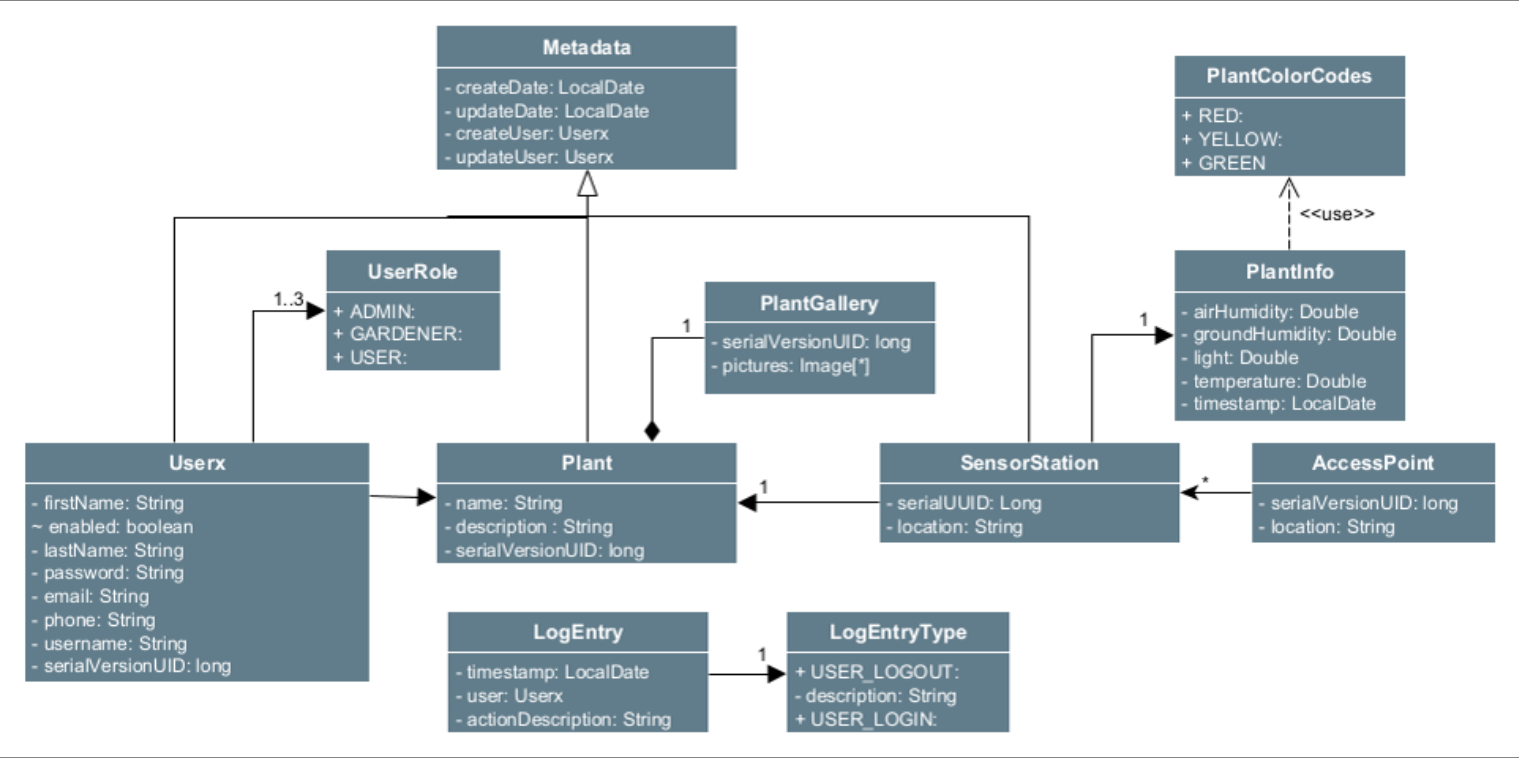 Metadata
- createDate: LocalDate
- updateDate: LocalDate
- createUser: Userx
- updateUser: Userx
PlantColorCodes
+ RED:
+ YELLOW:
+ GREEN
<<use>>
UserRole
+ ADMIN:
+ GARDENER:
+ USER:
1..3
PlantGallery
- serialVersionUID: long
- pictures: Image[*]
1
PlantInfo
- airHumidity: Double
- groundHumidity: Double
- light: Double
- temperature: Double
- timestamp: LocalDate
1
Userx
- firstName: String
~ enabled: boolean
- lastName: String
- password: String
- email: String
- phone: String
- username: String
- serialVersionUID: long
Plant
- name: String
- description : String
- serialVersionUID: long
1
SensorStation
- serialUUID: Long
- location: String
*
AccessPoint
- serialVersionUID: long
- location: String
LogEntry
- timestamp: LocalDate
- user: Userx
- actionDescription: String
1
LogEntryType
+ USER_LOGOUT:
- description: String
+ USER_LOGIN: